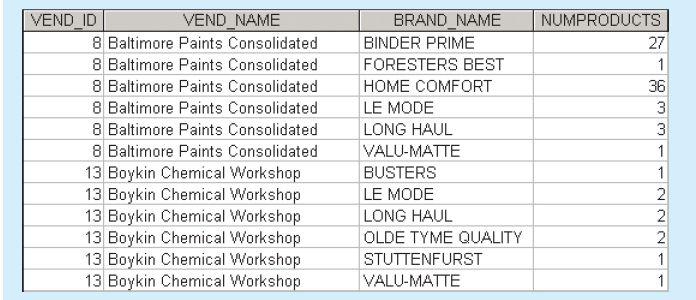 VEND_ID VEND_NAME BRAND_NAME NUMPRODUCTS
8 Baltimore Paints Consolidated BINDER PRIME 27
8 Baltimore Paints Consolidated FORESTERS BEST 1
8 Baltimore Paints Consolidated HOME COMFORT 36
8 Baltimore Paints Consolidated LE MODE 3
8 Baltimore Paints Consolidated LONG HAUL 3
8 Baltimore Paints Consolidated VALU-MATTE 1
13 Boykin Chemical Workshop BUSTERS 1
13 Boykin Chemical Workshop LE MODE 2
13 Boykin Chemical Workshop LONG HAUL 2
13 Boykin Chemical Workshop OLDE TYME QUALITY 2
13 Boykin Chemical Workshop STUTTENFURST 1
13 Boykin Chemical Workshop VALU-MATTE 1